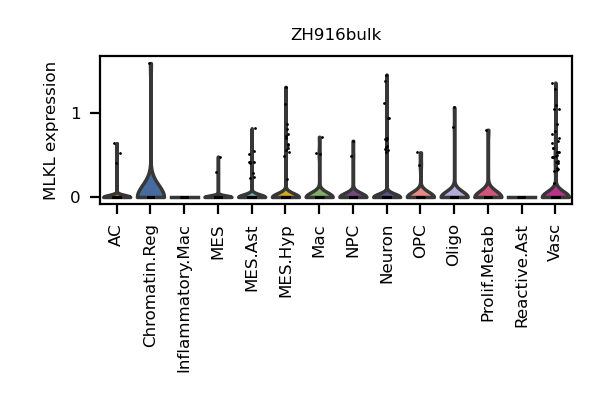 ZH916bulk
MLKL expression
1
0
AC
Chromatin.Reg
Inflammatory.Mac
MES
MES.Ast
MES.Hyp
Mac
NPC
Neuron
OPC
Oligo
Prolif.Metab
Reactive.Ast
Vasc